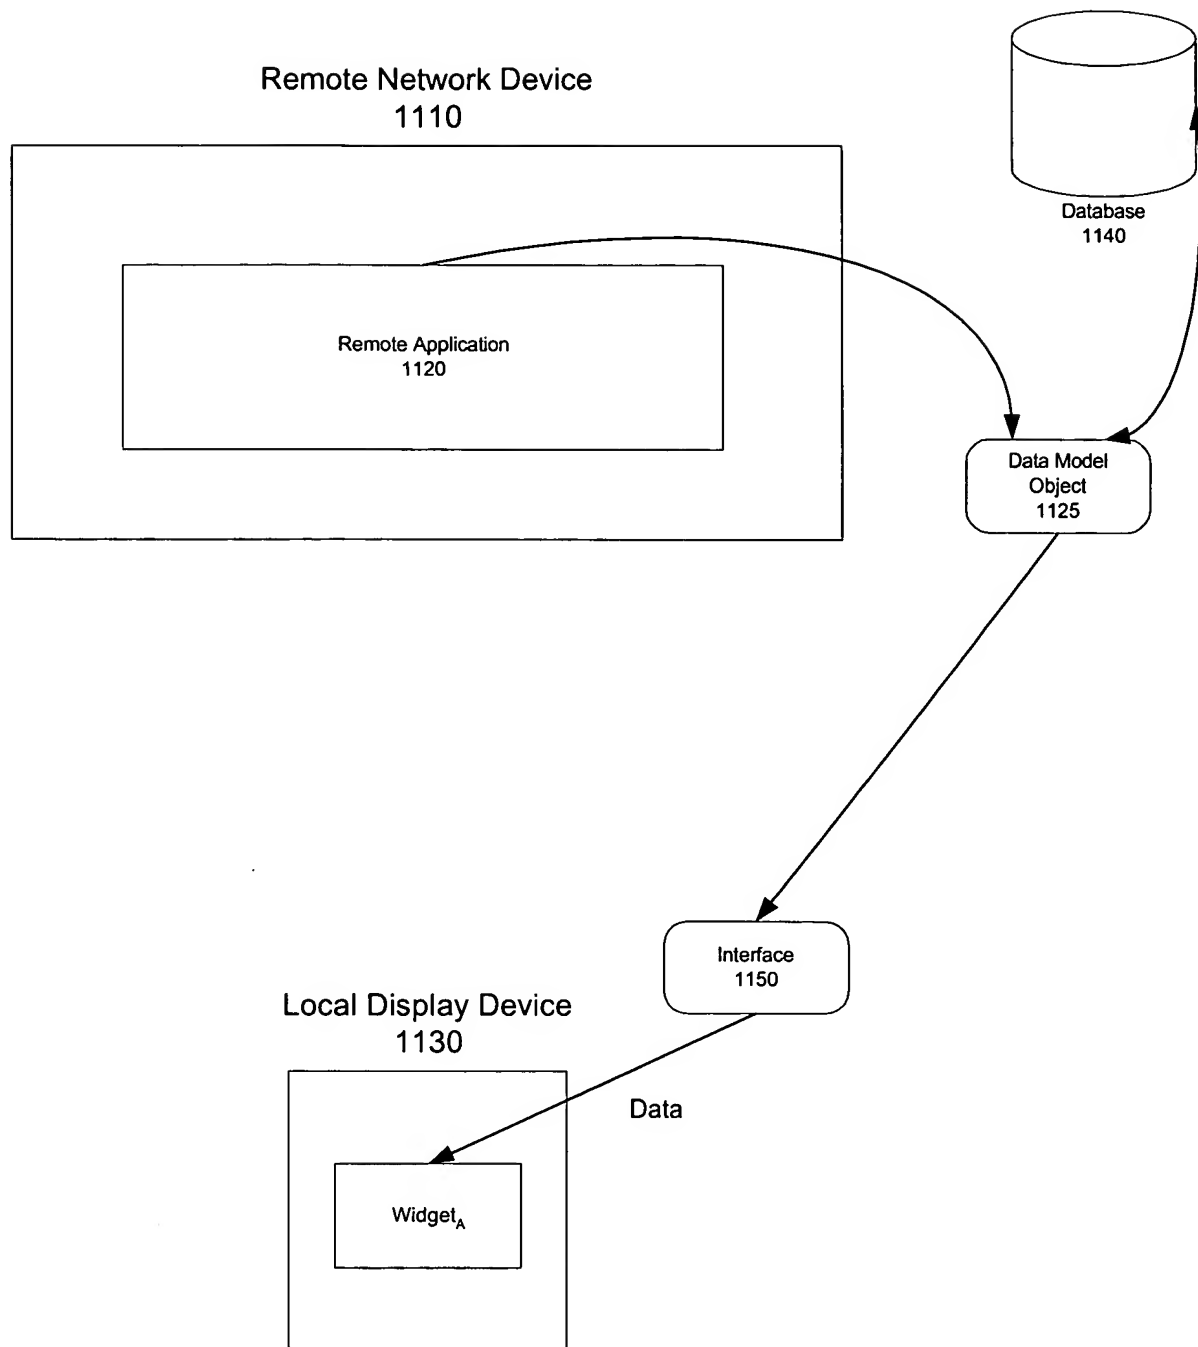 Remote Network Device
1110
Database
1140
Remote Application
1120
Data Model
Object
1125
Interface
1150
Local Display Device
1130
Data
Widget_A